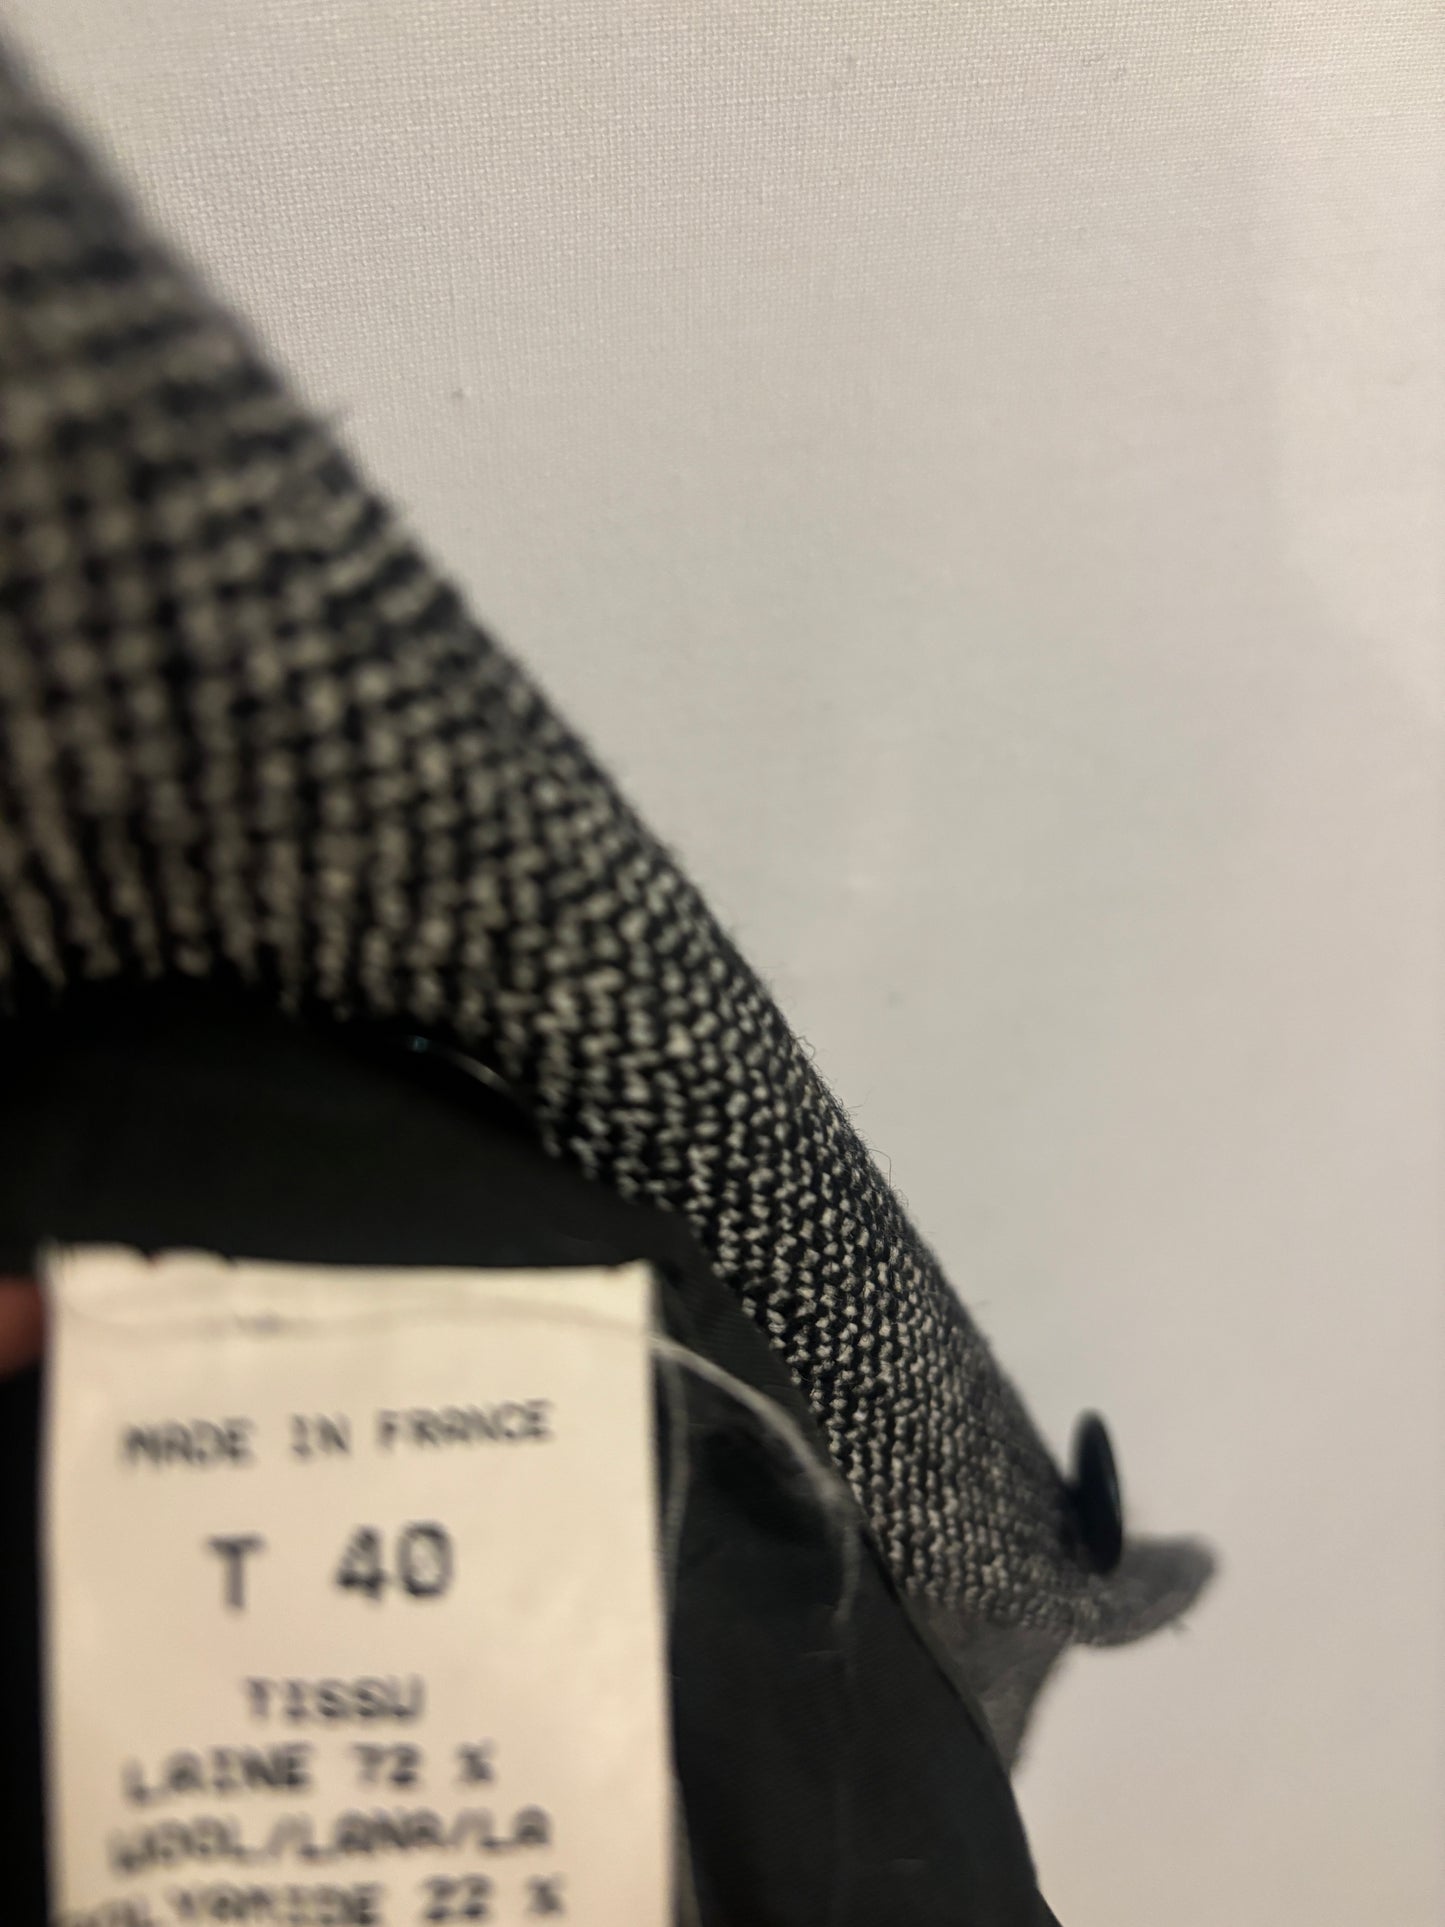 MADE IN FRANCE
T 40
TISSU
LAINE 72 %
WOOL/LANA/LA
POLYAMIDE 22 %